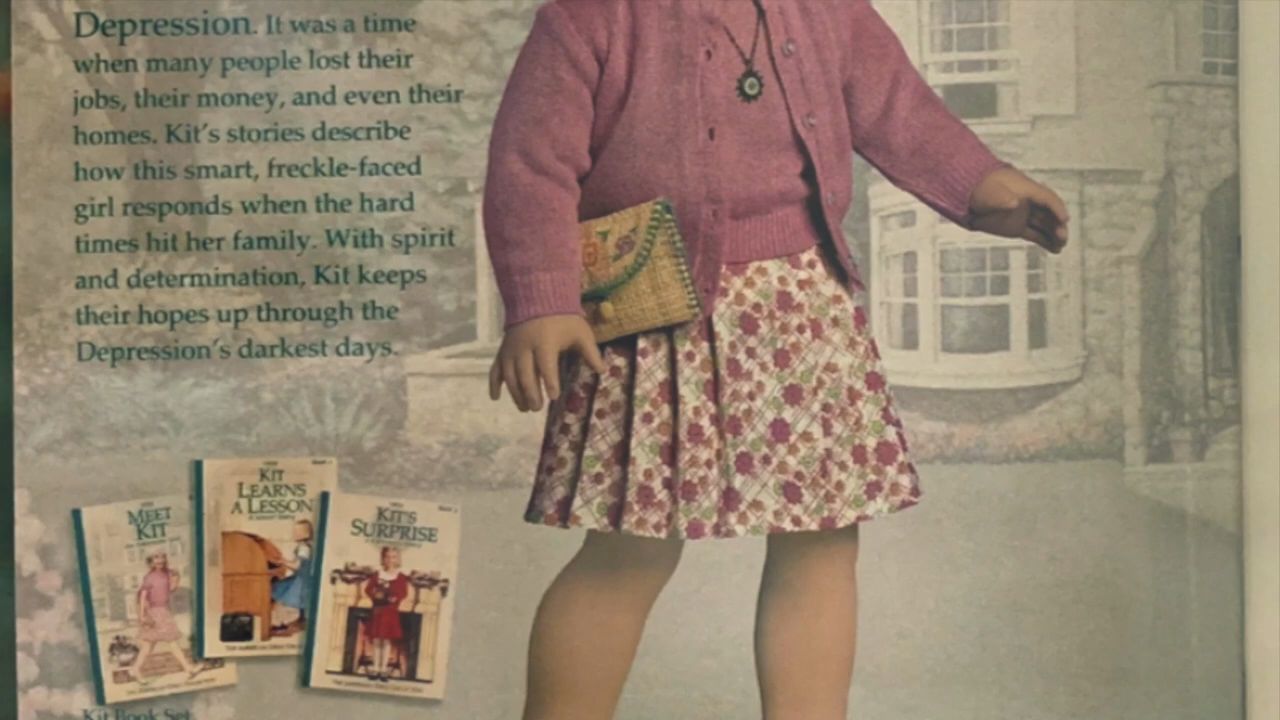 Depression. It was a time
when many people lost their
jobs, their money, and even their
homes. Kit's stories describe
how this smart, freckle-faced
girl responds when the hard
times hit her family. With spirit
and determination, Kit keeps
their hopes up through the
Depression's darkest days.
KIT
LEARNS
A LESSON
MEET
KIT
KIT'S
SURPRISE
Kit Book Set